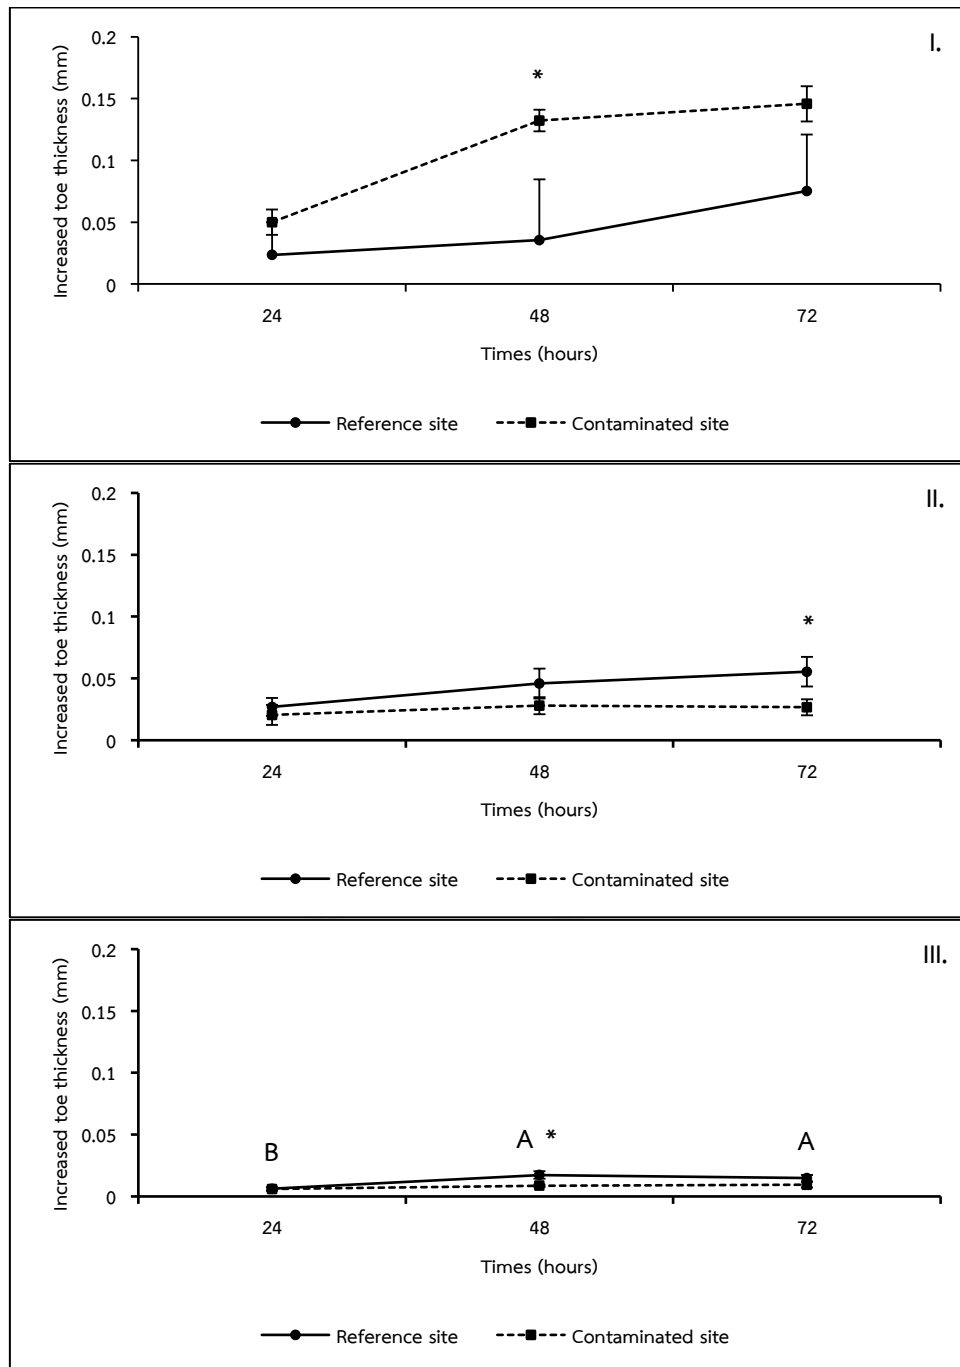 I.
Increased toe thickness (mm)
0.2
0.15
0.1
0.05
0
*
24 48 72
Times (hours)
Reference site Contaminated site
II.
Increased toe thickness (mm)
0.2
0.15
0.1
0.05
0
*
24 48 72
Times (hours)
Reference site Contaminated site
III.
Increased toe thickness (mm)
0.2
0.15
0.1
0.05
0
B A * A
24 48 72
Times (hours)
Reference site Contaminated site